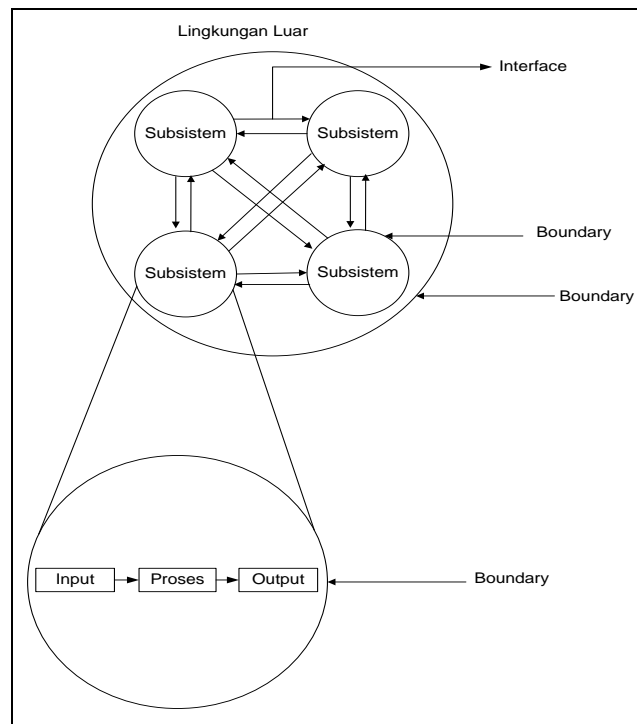 Lingkungan Luar
Interface
Subsistem
Subsistem
Boundary
Subsistem
Subsistem
Boundary
Input
Proses
Output
Boundary